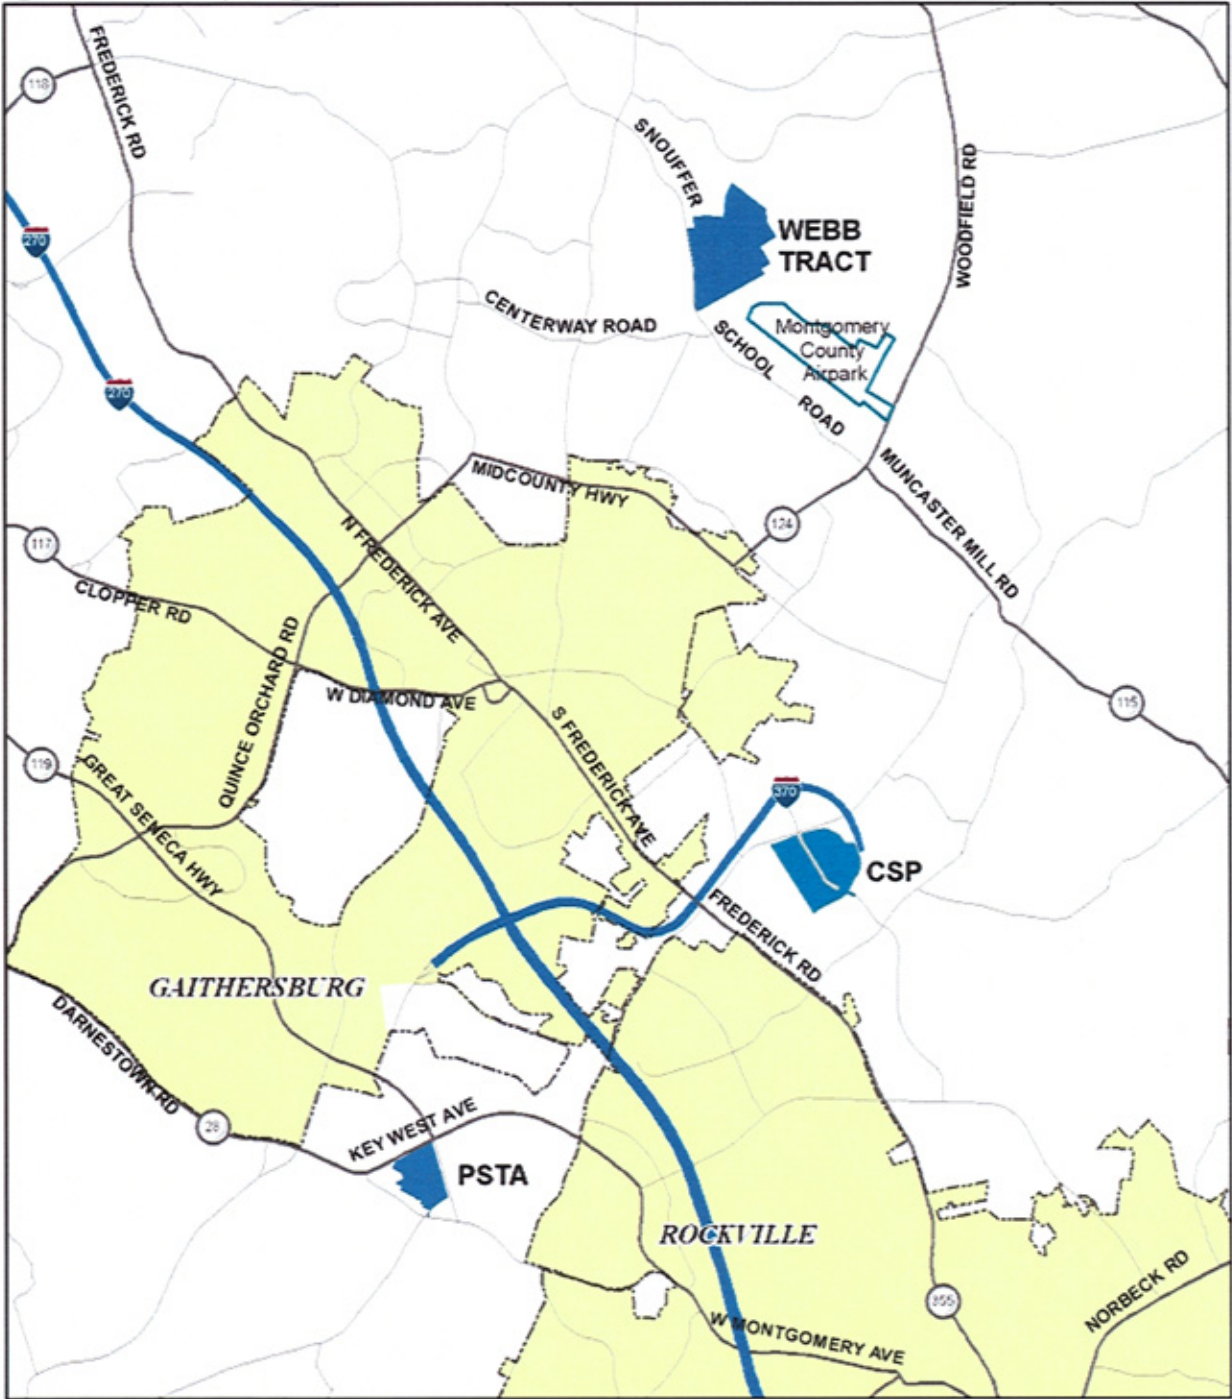 FREDERICK RD
118
SNOUFFER
WOODFIELD RD
WEBB
TRACT
270
CENTERWAY ROAD
SCHOOL
ROAD
Montgomery
County
Airpark
270
MIDCOUNTY HWY
MUNCASTER MILL RD
124
N FREDERICK AVE
117
CLOPPER RD
QUINCE ORCHARD RD
W DIAMOND AVE
115
S FREDERICK AVE
119
GREAT SENECA HWY
370
CSP
FREDERICK RD
GAITHERSBURG
DARNESTOWN RD
28
KEY WEST AVE
PSTA
ROCKVILLE
355
NORBECK RD
W MONTGOMERY AVE